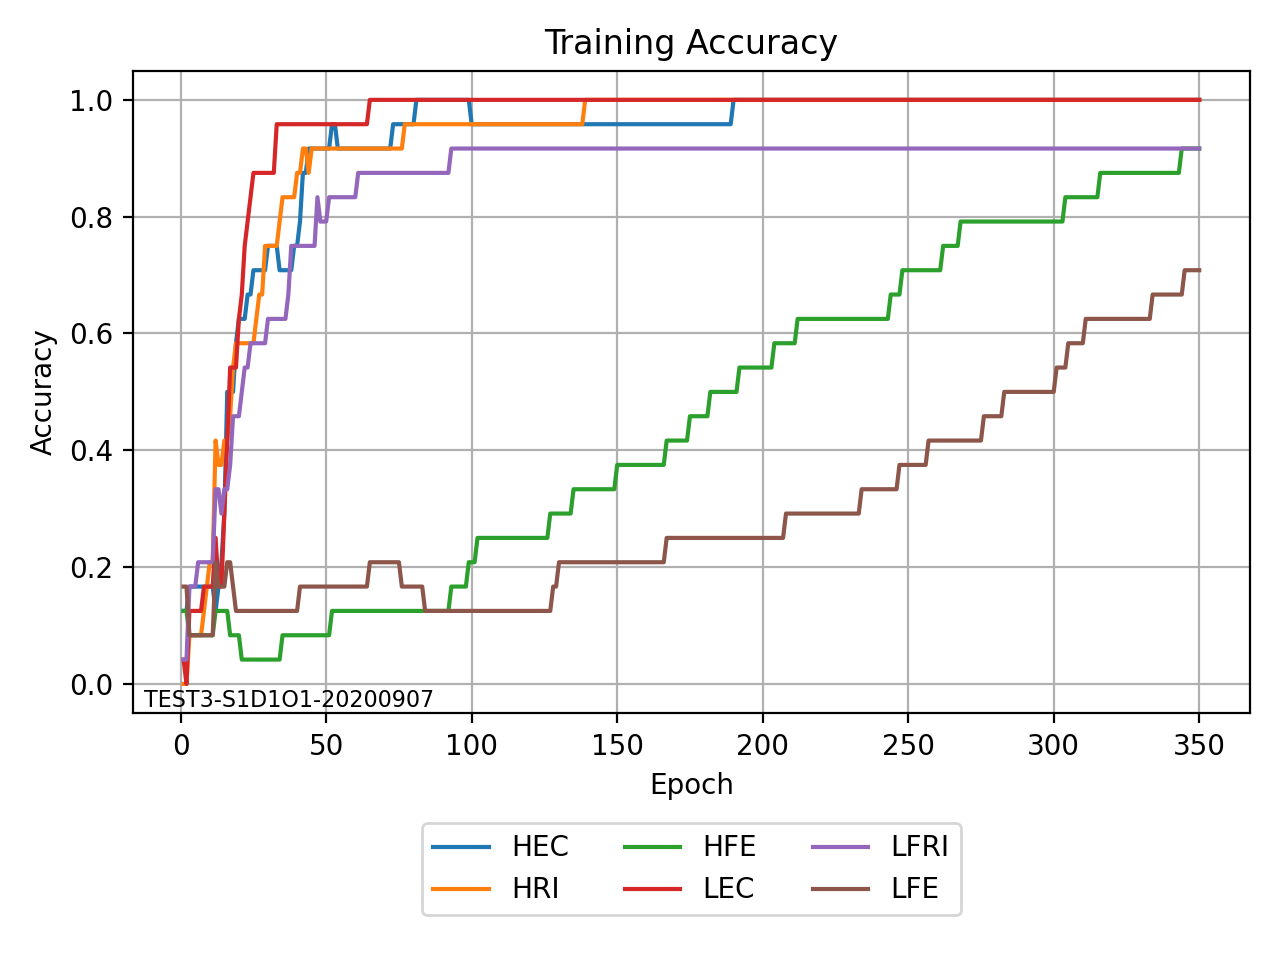 Training Accuracy
1.0
0.8
0.6
0.4
0.2
0.0
Accuracy
TEST3-S1D1O1-20200907
0 50 100 150 200 250 300 350
Epoch
HEC HFE LFRI
HRI LEC LFE